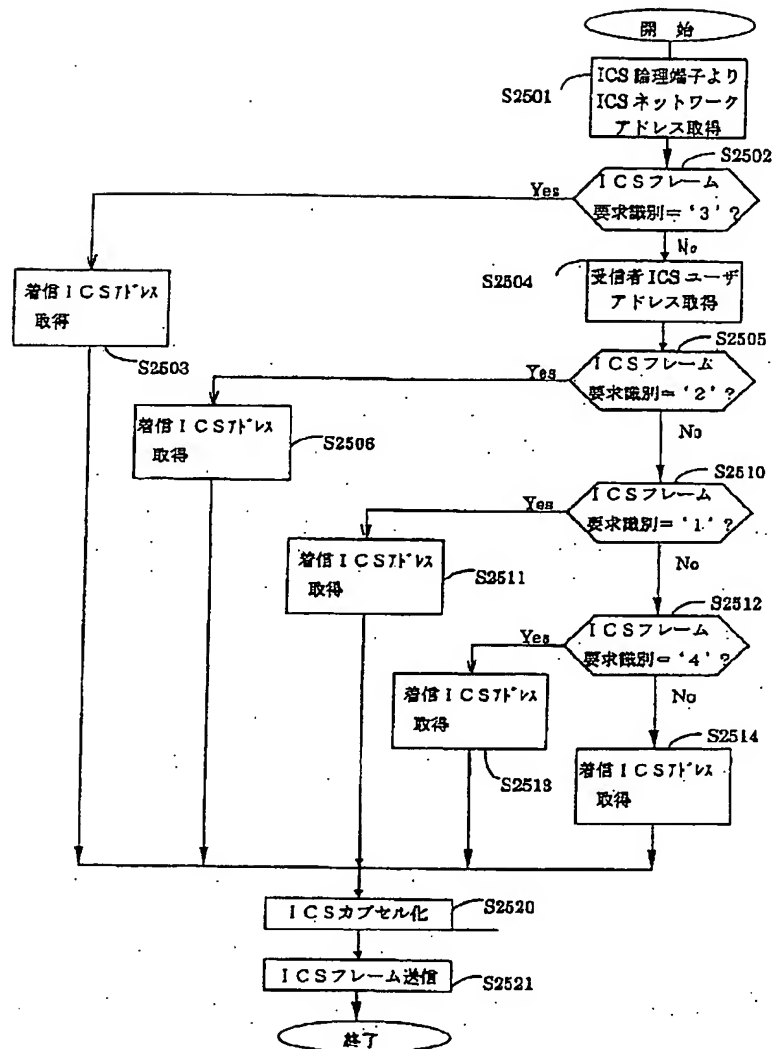 開 始
S2501
ICS論理端子より
ICSネットワーク
アドレス取得
S2502
ICSフレーム
要求識別=‘3’?
Yes
No
着信ICSアドレス
取得
S2503
S2504
受信者ICSユーザ
アドレス取得
S2505
ICSフレーム
要求識別=‘2’?
Yes
No
着信ICSアドレス
取得
S2506
S2510
ICSフレーム
要求識別=‘1’?
Yes
No
着信ICSアドレス
取得
S2511
S2512
ICSフレーム
要求識別=‘4’?
Yes
No
着信ICSアドレス
取得
S2513
S2514
着信ICSアドレス
取得
ICSカプセル化
S2520
ICSフレーム送信
S2521
終了